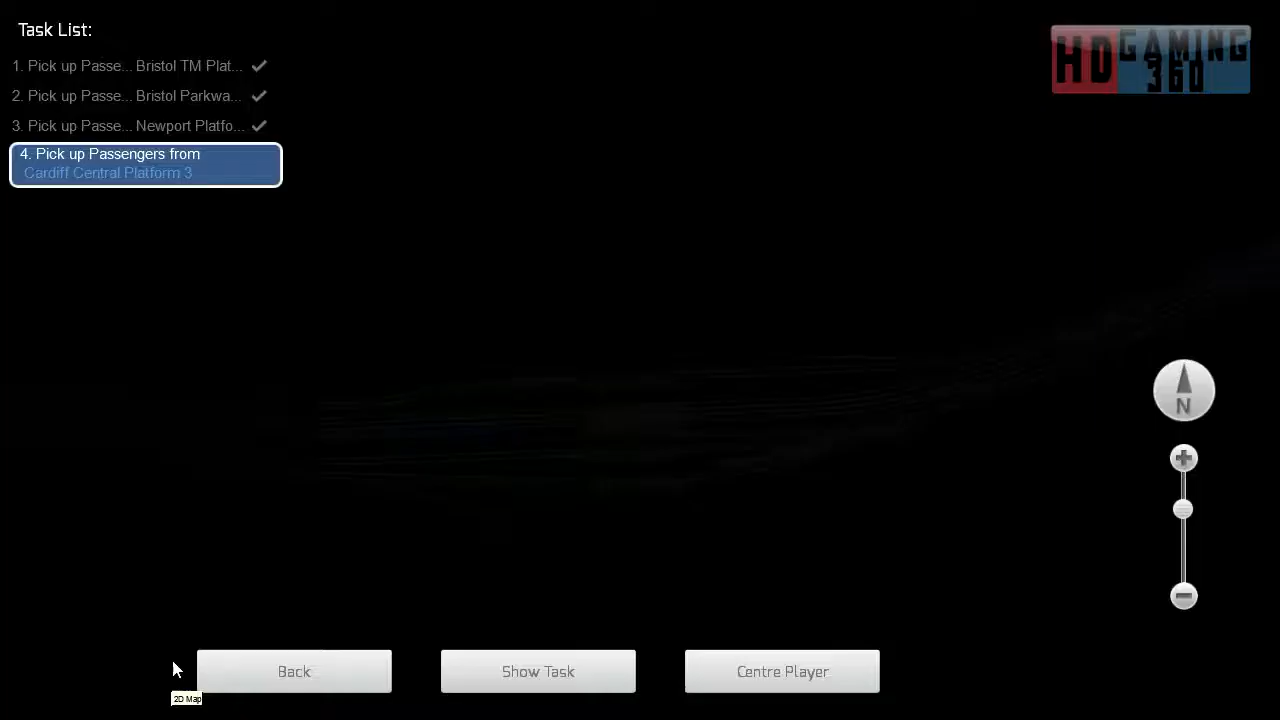 Task List:
1. Pick up Passe... Bristol TM Plat...
2. Pick up Passe... Bristol Parkwa...
3. Pick up Passe... Newport Platfo...
4. Pick up Passengers from
Cardiff Central Platform 3
HD GAMING
360
N
Back
Show Task
Centre Player
2D Map